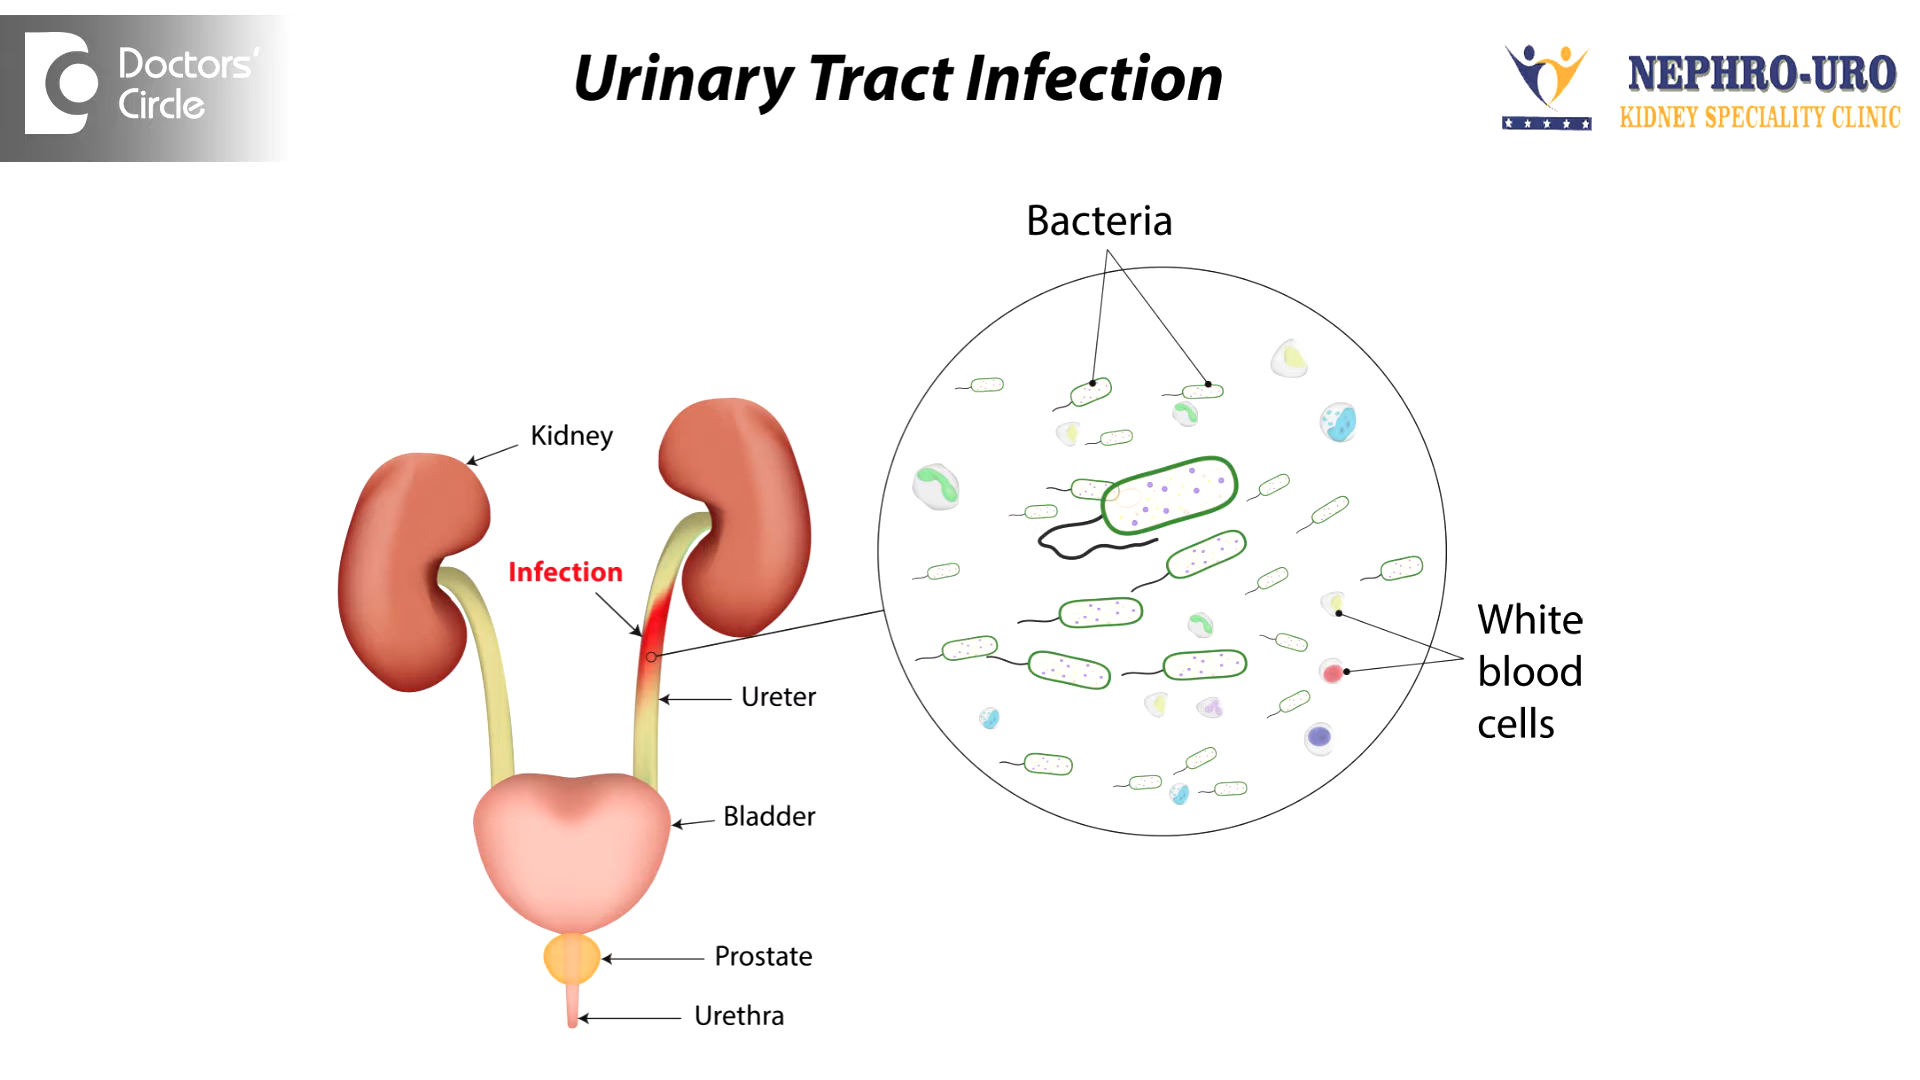 Doctors'
Circle
Urinary Tract Infection
NEPHRO-URO
KIDNEY SPECIALITY CLINIC
Bacteria
Kidney
Infection
White
blood
cells
Ureter
Bladder
Prostate
Urethra